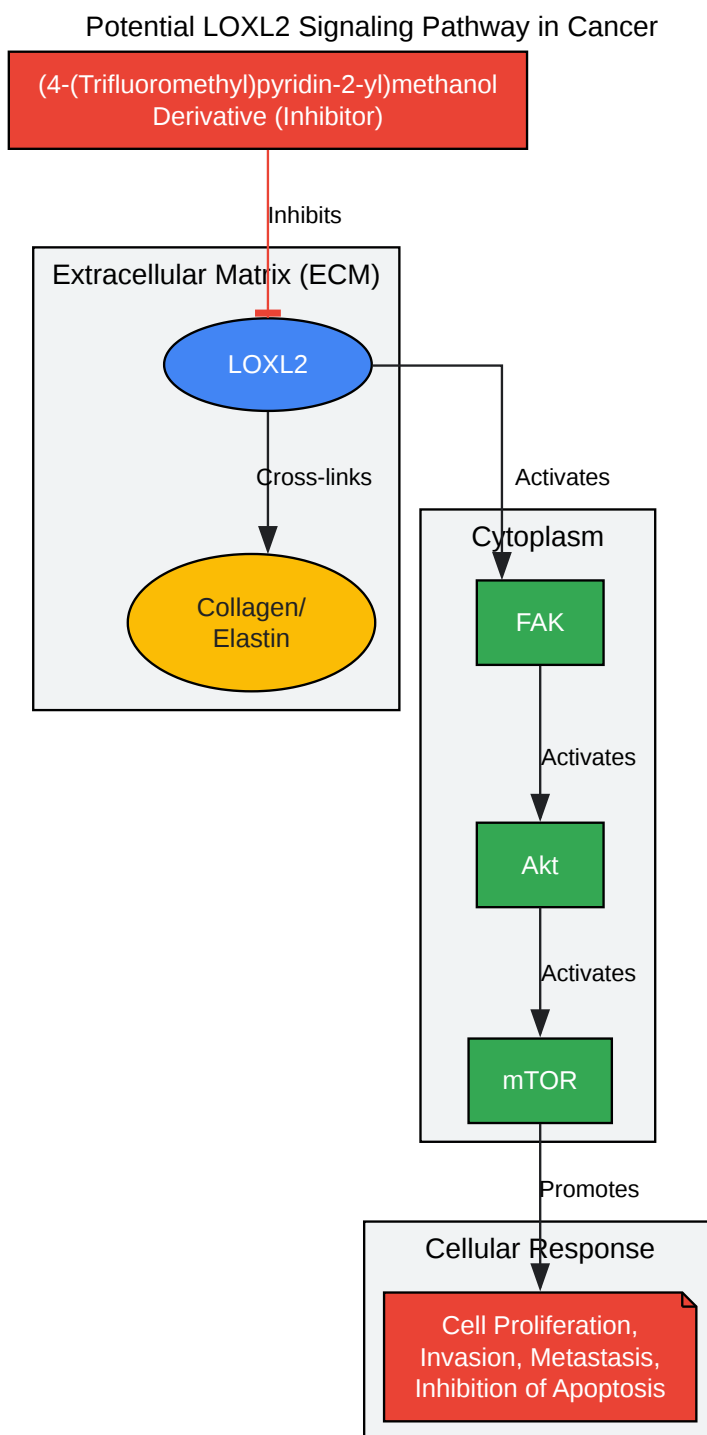 Potential LOXL2 Signaling Pathway in Cancer
(4-(Trifluoromethyl)pyridin-2-yl)methanol
Derivative (Inhibitor)
Inhibits
Extracellular Matrix (ECM)
LOXL2
Cross-links
Activates
Cytoplasm
Collagen/
Elastin
FAK
Activates
Akt
Activates
mTOR
Promotes
Cellular Response
Cell Proliferation,
Invasion, Metastasis,
Inhibition of Apoptosis